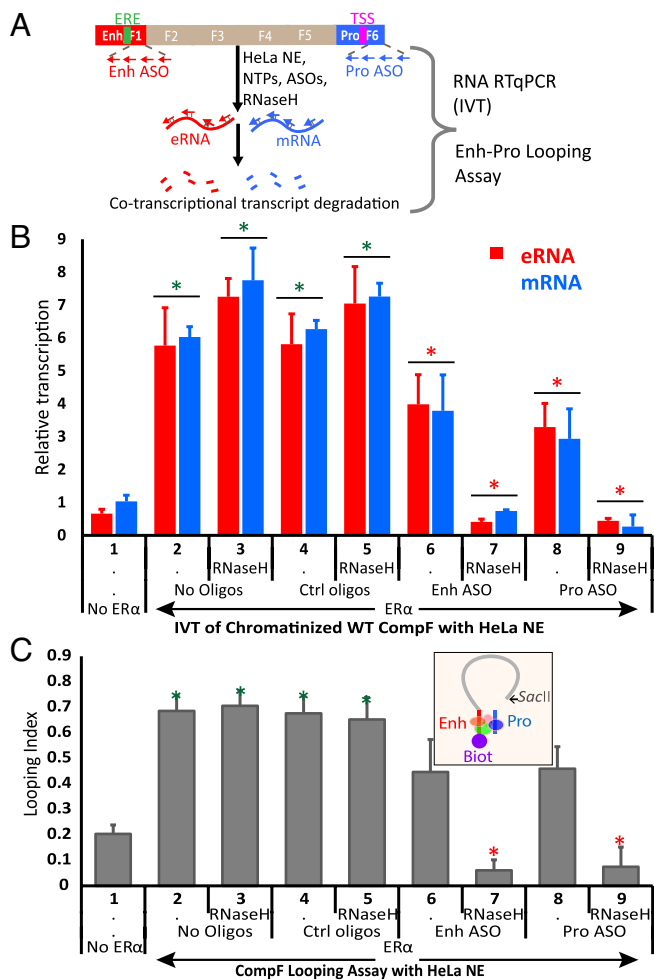 A
ERE
TSS
Enh F1 F2 F3 F4 F5 Pro F6
Enh ASO
HeLa NE,
NTPs, ASOs,
RNaseH
Pro ASO
eRNA
mRNA
Co-transcriptional transcript degradation
RNA RTqPCR
(IVT)
Enh-Pro Looping
Assay
B
Relative transcription
9
8
7
6
5
4
3
2
1
0
* * * * * * * *
eRNA
mRNA
1 2 3 4 5 6 7 8 9
. . RNaseH . RNaseH . RNaseH . RNaseH
. No Oligos Ctrl oligos Enh ASO Pro ASO
No ERα ERα
IVT of Chromatinized WT CompF with HeLa NE
C
Looping Index
0.9
0.8
0.7
0.6
0.5
0.4
0.3
0.2
0.1
0
* * * * * *
SacII
Enh
Pro
Biot
1 2 3 4 5 6 7 8 9
. . RNaseH . RNaseH . RNaseH . RNaseH
. No Oligos Ctrl oligos Enh ASO Pro ASO
No ERα ERα
CompF Looping Assay with HeLa NE